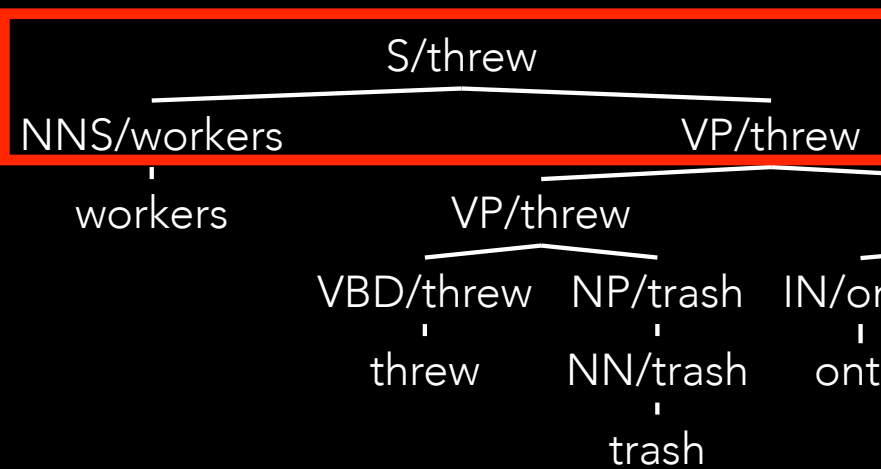 S/threw
NNS/workers VP/threw
workers VP/threw
VBD/threw NP/trash
threw NN/trash
trash